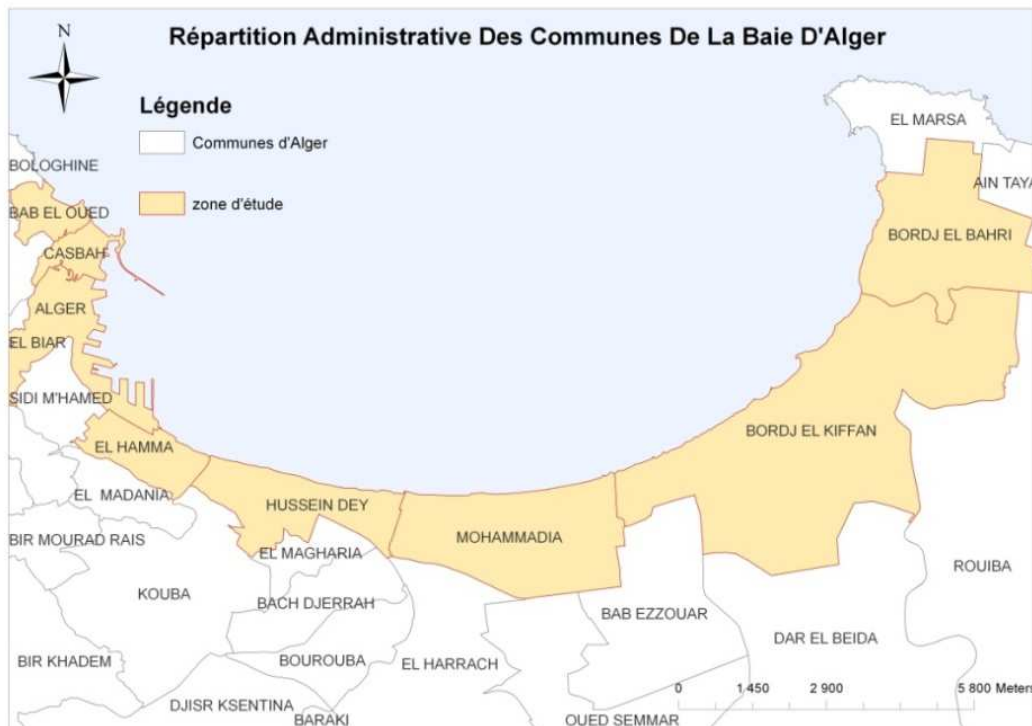 Répartition Administrative Des Communes De La Baie D'Alger
N
Légende
Communes d'Alger
zone d'étude
EL MARSA
BOLOGHINE
AIN TAYA
BAB EL OUED
BORDJ EL BAHRI
CASBAH
ALGER
EL BIAR
SIDI M'HAMED
BORDJ EL KIFFAN
EL HAMMA
EL MADANIA
HUSSEIN DEY
MOHAMMADIA
BIR MOURAD RAIS
EL MAGHARIA
ROUIBA
KOUBA
BACH DJERRAH
BAB EZZOUAR
DAR EL BEIDA
BIR KHADEM
BOUROUBA
EL HARRACH
DJISR KSENTINA
BARAKI
OUED SEMMAR
0 1 450 2 900 5 800 Meters